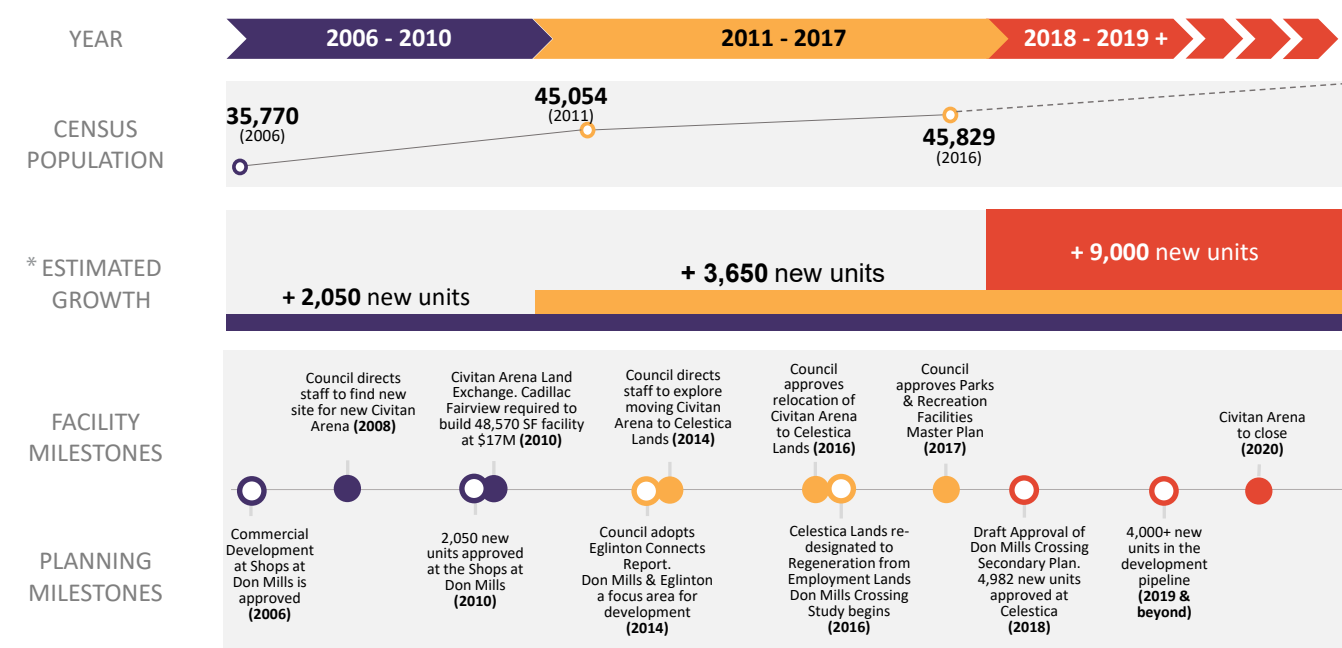 YEAR
2006 - 2010
2011 - 2017
2018 - 2019 +
CENSUS
POPULATION
35,770
(2006)
45,054
(2011)
45,829
(2016)
* ESTIMATED
GROWTH
+ 2,050 new units
+ 3,650 new units
+ 9,000 new units
FACILITY
MILESTONES
Council directs
staff to find new
site for new Civitan
Arena (2008)
Civitan Arena Land
Exchange. Cadillac
Fairview required to
build 48,570 SF facility
at $17M (2010)
Council directs
staff to explore
moving Civitan
Arena to Celestica
Lands (2014)
Council
approves
relocation of
Civitan Arena
to Celestica
Lands (2016)
Council
approves Parks
& Recreation
Facilities
Master Plan
(2017)
Civitan Arena
to close
(2020)
PLANNING
MILESTONES
Commercial
Development
at Shops at
Don Mills is
approved
(2006)
2,050 new
units approved
at the Shops at
Don Mills
(2010)
Council adopts
Eglinton Connects
Report.
Don Mills & Eglinton
a focus area for
development
(2014)
Celestica Lands re-
designated to
Regeneration from
Employment Lands
Don Mills Crossing
Study begins
(2016)
Draft Approval of
Don Mills Crossing
Secondary Plan.
4,982 new units
approved at
Celestica
(2018)
4,000+ new
units in the
development
pipeline
(2019 &
beyond)